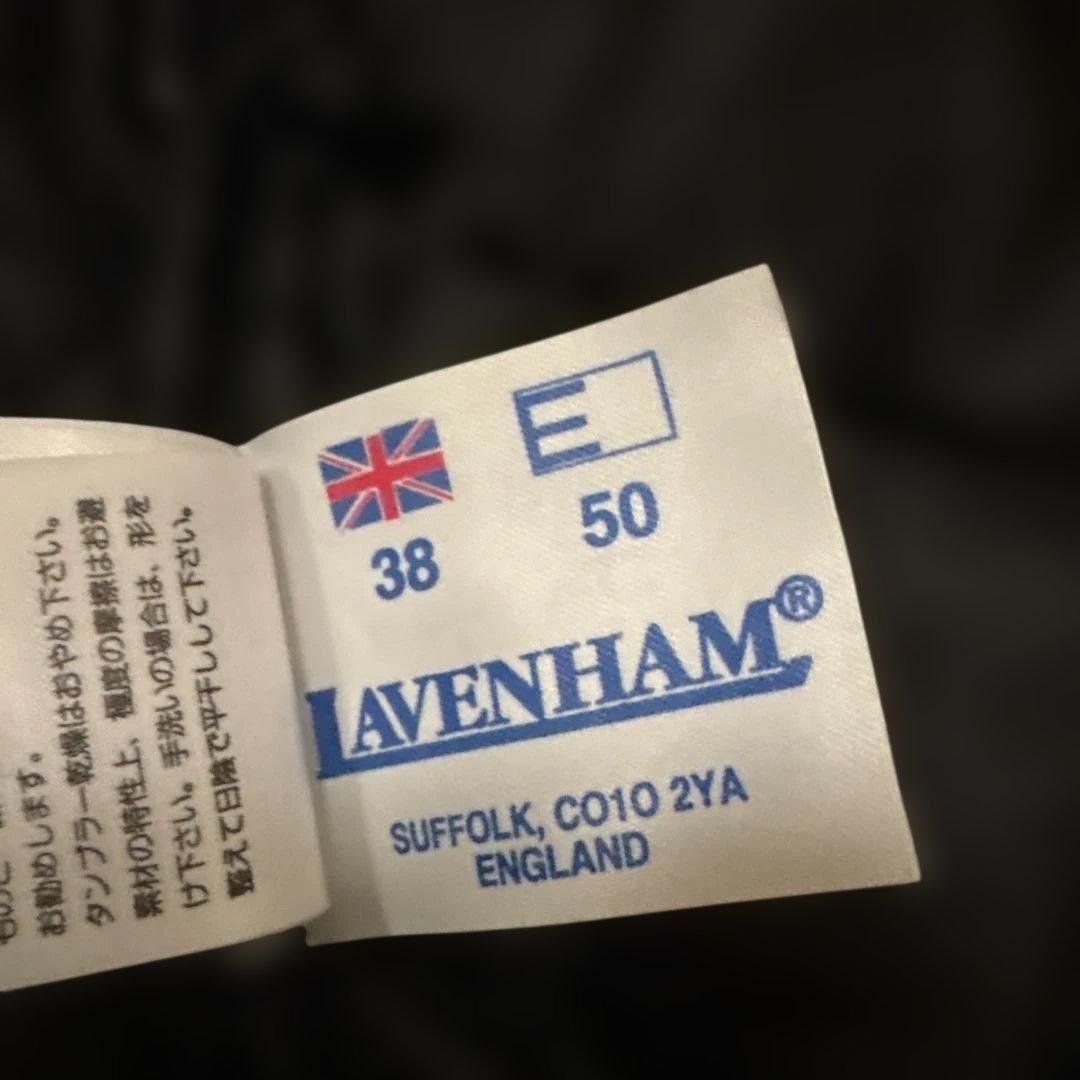 お勧めします。
タンブラー乾燥はおやめ下さい。
素材の特性上、極度の摩擦はお避
け下さい。手洗いの場合は、形を
整えて日陰で平干しして下さい。
E
38
50
LAVENHAM®
SUFFOLK, CO10 2YA
ENGLAND